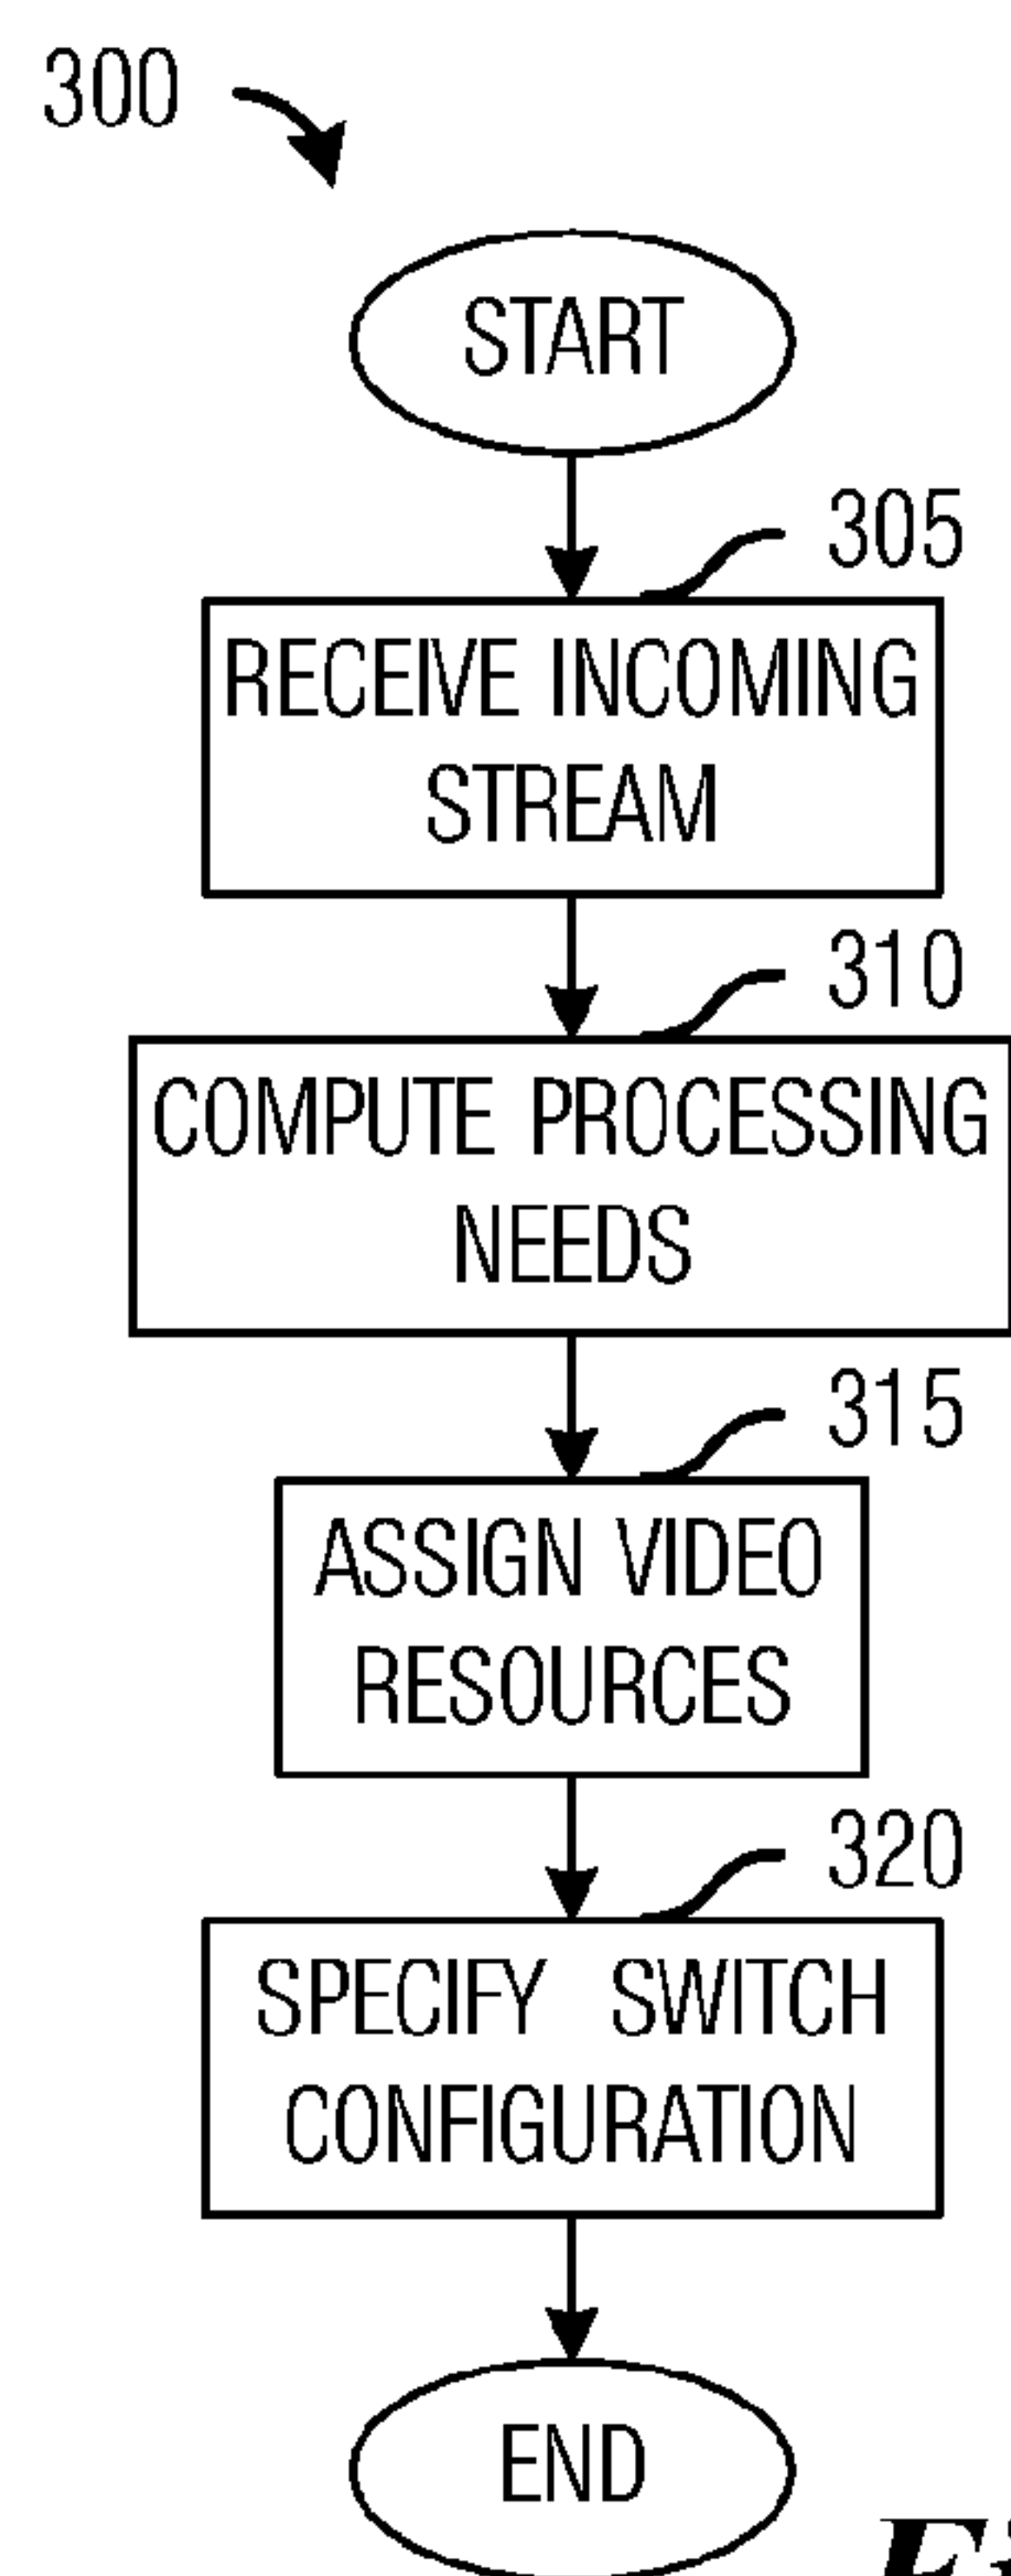 300
START
305
RECEIVE INCOMING
STREAM
310
COMPUTE PROCESSING
NEEDS
315
ASSIGN VIDEO
RESOURCES
320
SPECIFY SWITCH
CONFIGURATION
END